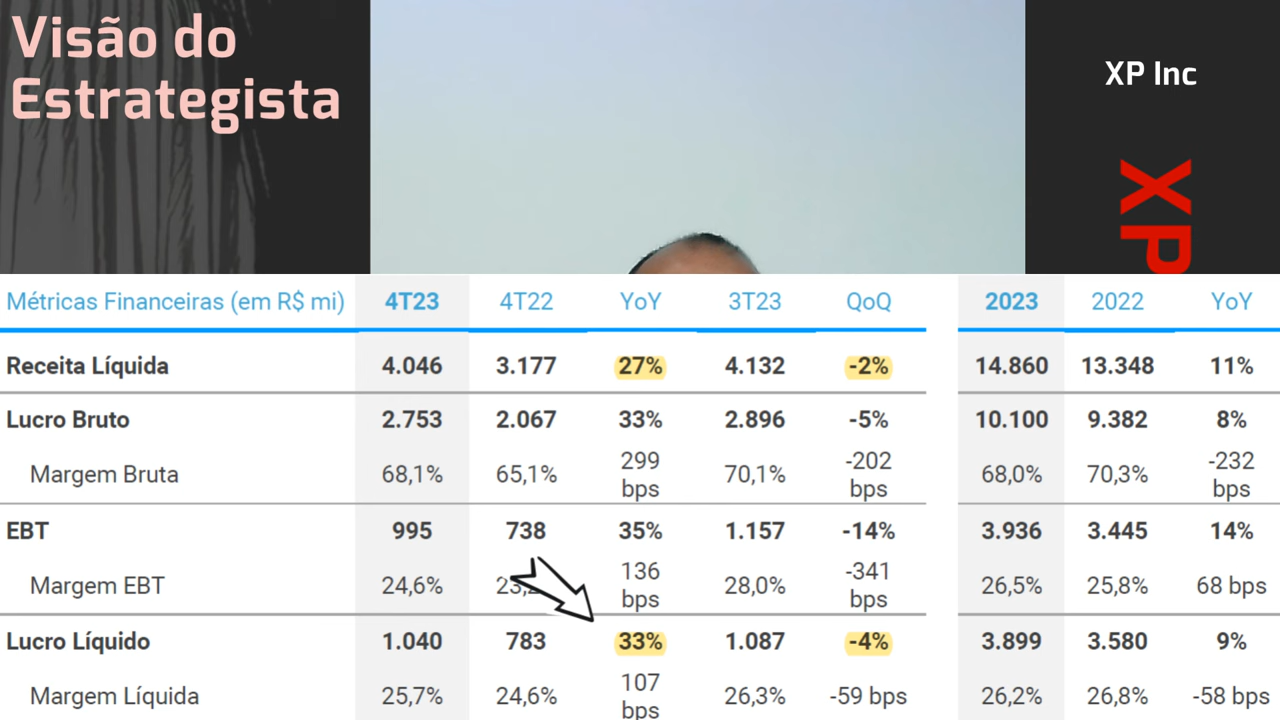 Visão do
Estrategista
XP Inc
XP
Métricas Financeiras (em R$ mi) 4T23 4T22 YoY 3T23 QoQ 2023 2022 YoY
Receita Líquida 4.046 3.177 27% 4.132 -2% 14.860 13.348 11%
Lucro Bruto 2.753 2.067 33% 2.896 -5% 10.100 9.382 8%
Margem Bruta 68,1% 65,1% 299 bps 70,1% -202 bps 68,0% 70,3% -232 bps
EBT 995 738 35% 1.157 -14% 3.936 3.445 14%
Margem EBT 24,6% 136 bps 28,0% -341 bps 26,5% 25,8% 68 bps
Lucro Líquido 1.040 783 33% 1.087 -4% 3.899 3.580 9%
Margem Líquida 25,7% 24,6% 107 bps 26,3% -59 bps 26,2% 26,8% -58 bps